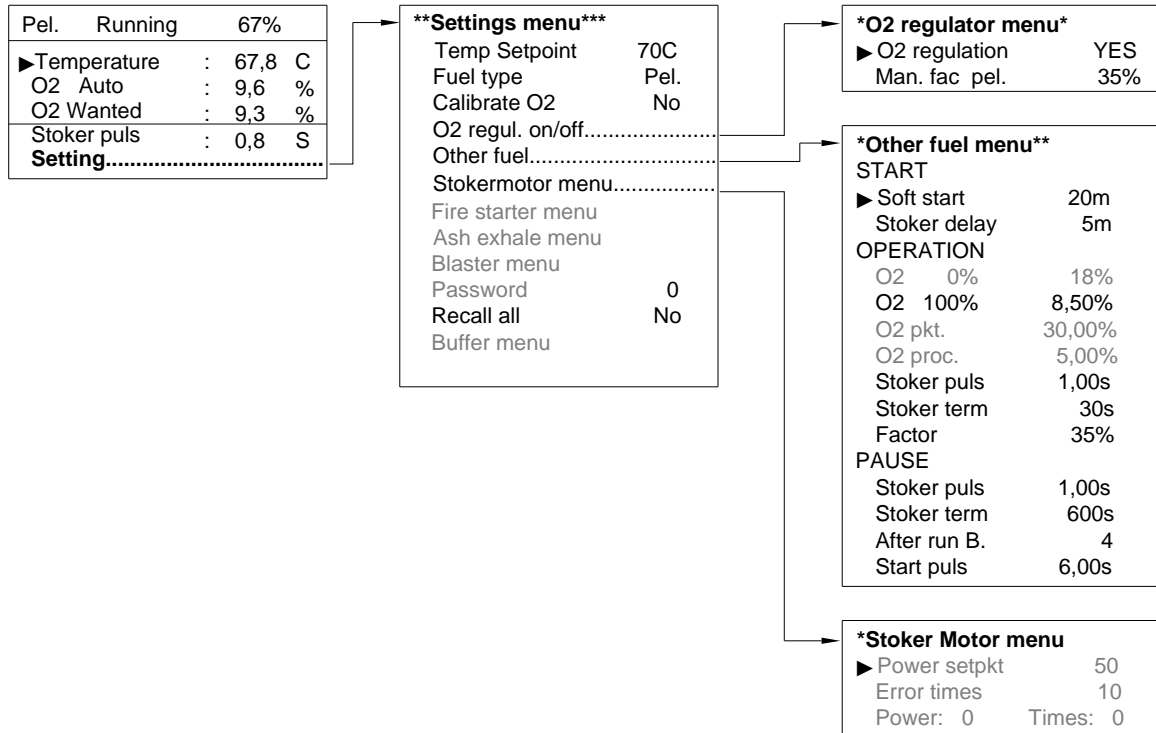 Pel. Running 67%
▶Temperature : 67,8 C
O2 Auto : 9,6 %
O2 Wanted : 9,3 %
Stoker puls : 0,8 S
Setting....................................
**Settings menu***
Temp Setpoint 70C
Fuel type Pel.
Calibrate O2 No
O2 regul. on/off......................
Other fuel...............................
Stokermotor menu.................
Fire starter menu
Ash exhale menu
Blaster menu
Password 0
Recall all No
Buffer menu
*O2 regulator menu*
▶ O2 regulation YES
Man. fac pel. 35%
*Other fuel menu**
START
▶ Soft start 20m
Stoker delay 5m
OPERATION
O2 0% 18%
O2 100% 8,50%
O2 pkt. 30,00%
O2 proc. 5,00%
Stoker puls 1,00s
Stoker term 30s
Factor 35%
PAUSE
Stoker puls 1,00s
Stoker term 600s
After run B. 4
Start puls 6,00s
*Stoker Motor menu
▶ Power setpkt 50
Error times 10
Power: 0 Times: 0